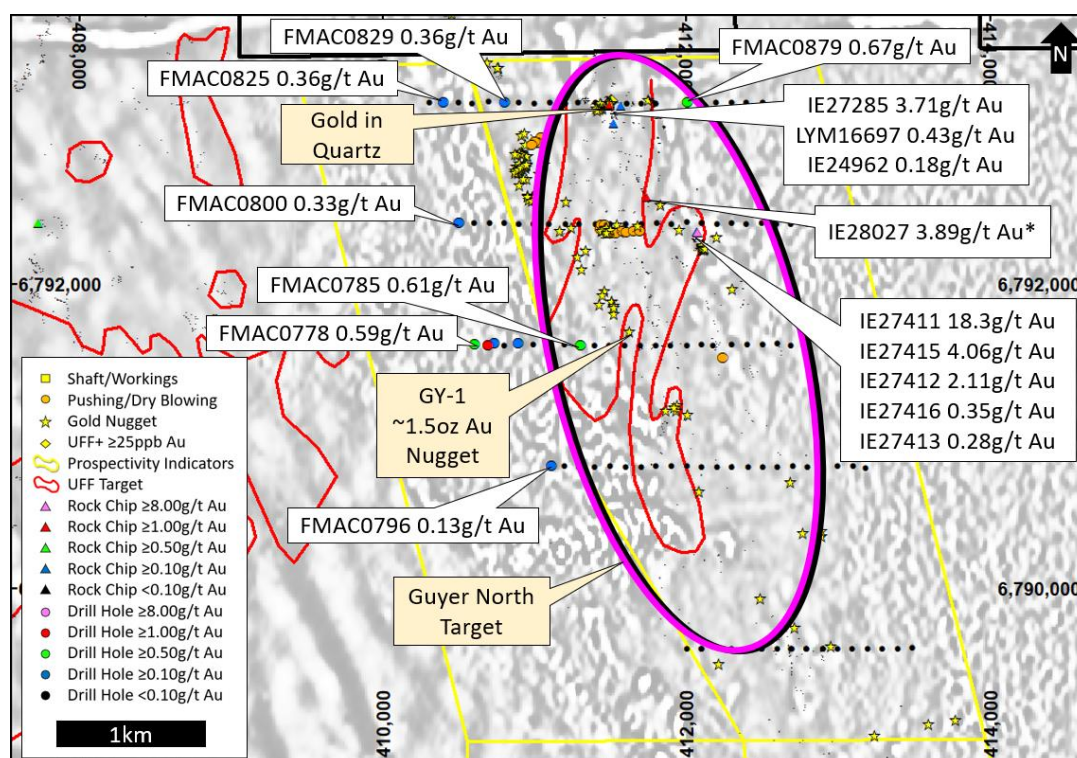 408,000
412,000
414,000
N
FMAC0829 0.36g/t Au
FMAC0879 0.67g/t Au
FMAC0825 0.36g/t Au
Gold in
Quartz
IE27285 3.71g/t Au
LYM16697 0.43g/t Au
IE24962 0.18g/t Au
FMAC0800 0.33g/t Au
IE28027 3.89g/t Au*
6,792,000
6,792,000
FMAC0785 0.61g/t Au
FMAC0778 0.59g/t Au
GY-1
~1.5oz Au
Nugget
IE27411 18.3g/t Au
IE27415 4.06g/t Au
IE27412 2.11g/t Au
IE27416 0.35g/t Au
IE27413 0.28g/t Au
FMAC0796 0.13g/t Au
Guyer North
Target
6,790,000
Shaft/Workings
Pushing/Dry Blowing
Gold Nugget
UFF+ ≥25ppb Au
Prospectivity Indicators
UFF Target
Rock Chip ≥8.00g/t Au
Rock Chip ≥1.00g/t Au
Rock Chip ≥0.50g/t Au
Rock Chip ≥0.10g/t Au
Rock Chip <0.10g/t Au
Drill Hole ≥8.00g/t Au
Drill Hole ≥1.00g/t Au
Drill Hole ≥0.50g/t Au
Drill Hole ≥0.10g/t Au
Drill Hole <0.10g/t Au
1km
410,000
412,000
414,000